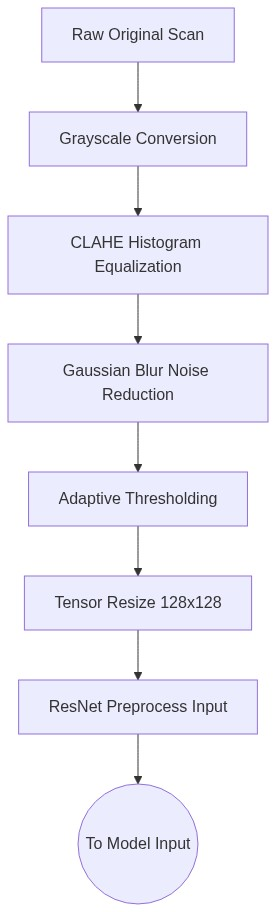 Raw Original Scan
Grayscale Conversion
CLAHE Histogram
Equalization
Gaussian Blur Noise
Reduction
Adaptive Thresholding
Tensor Resize 128x128
ResNet Preprocess Input
To Model Input